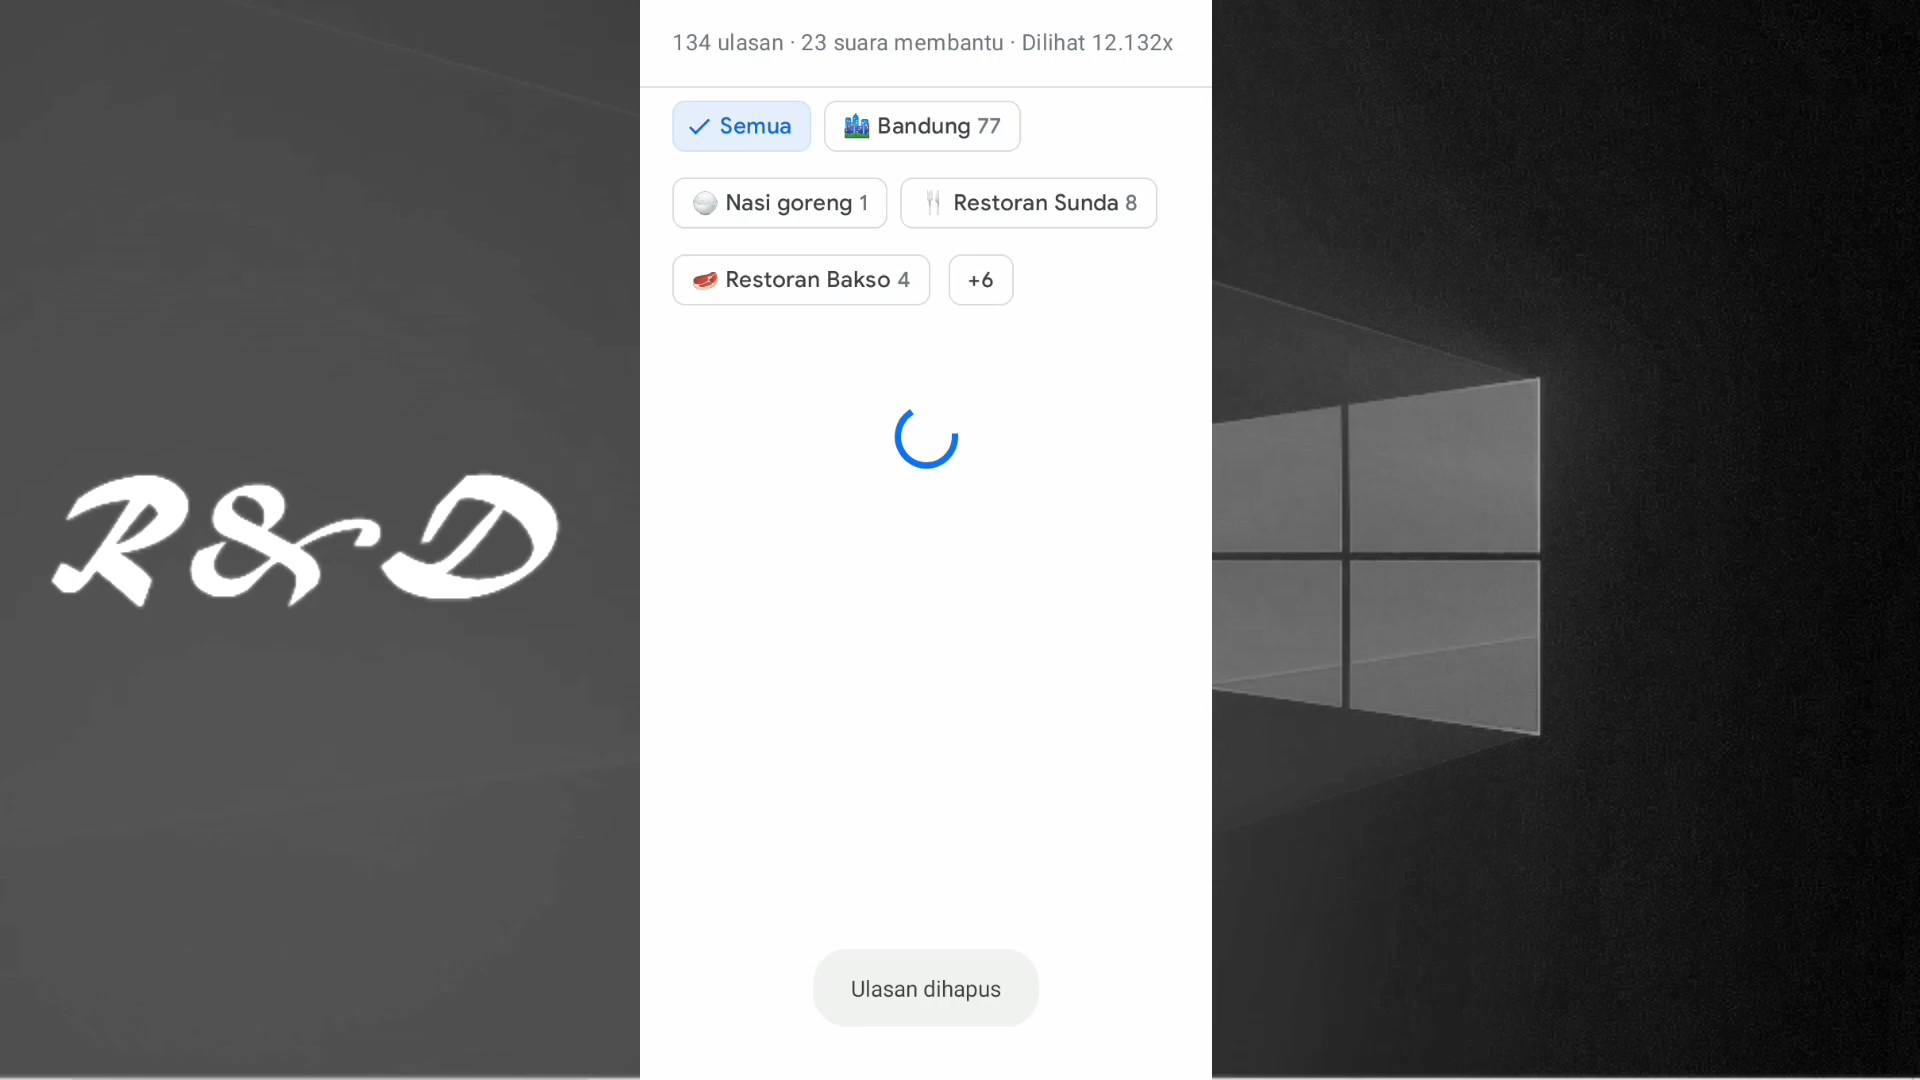 134 ulasan · 23 suara membantu · Dilihat 12.132x
Semua
Bandung 77
Nasi goreng 1
Restoran Sunda 8
Restoran Bakso 4
+6
R&D
Ulasan dihapus